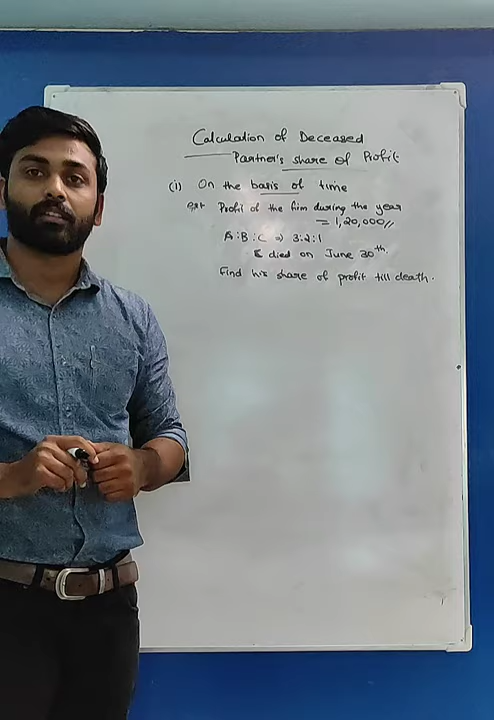 Calculation of Deceased
Partner's share of Profit
(i) On the basis of time
Profit of the firm during the year
= 1,20,000//
A:B:C ⇒ 3:2:1
died on June 30th.
Find his share of profit till death.